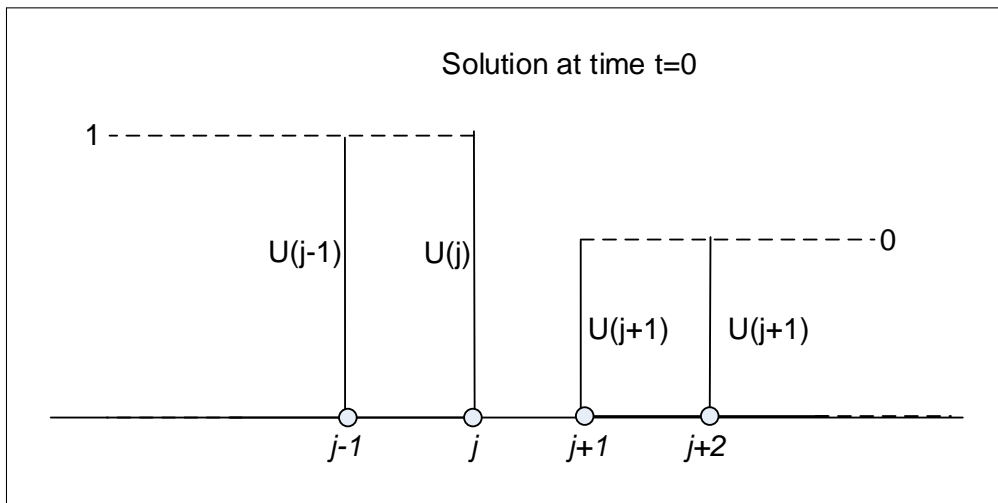 Solution at time t=0
1
0
U(j-1)
U(j)
U(j+1)
U(j+1)
j-1
j
j+1
j+2